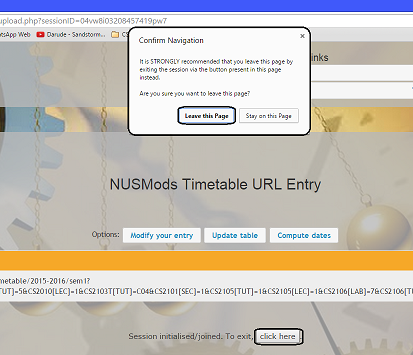 upload.php?sessionID=04vw8i03208457419pw7
atsApp Web Darude - Sandstorm... CS
Confirm Navigation
It is STRONGLY recommended that you leave this page by
exiting the session via the button present in this page
instead.
Are you sure you want to leave this page?
Leave this Page Stay on this Page
inks
NUSMods Timetable URL Entry
Options: Modify your entry Update table Compute dates
metable/2015-2016/sem1?
TUT]=5&CS2010[LEC]=1&CS2103T[TUT]=C04&CS2101[SEC]=1&CS2105[TUT]=1&CS2105[LEC]=1&CS2106[LAB]=7&CS2106[TU
Session initialised/joined. To exit, click here.